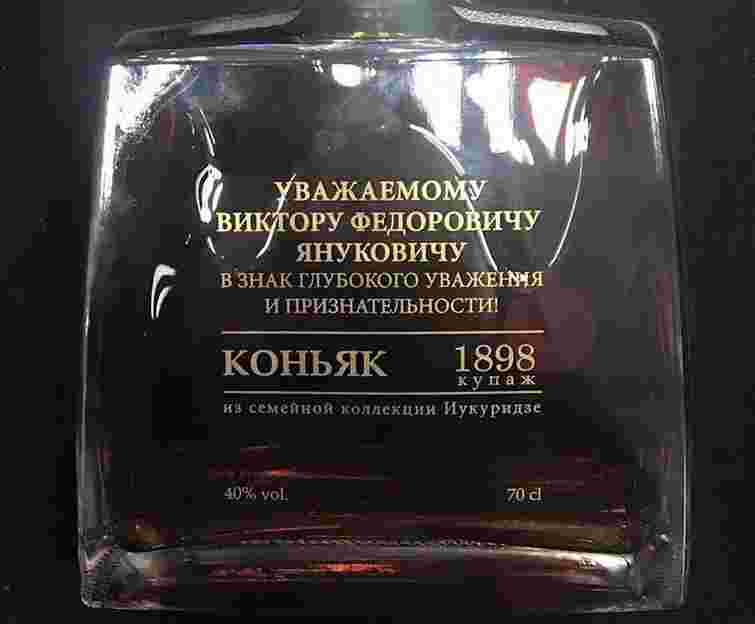 УВАЖАЕМОМУ
ВИКТОРУ ФЕДОРОВИЧУ
ЯНУКОВИЧУ
В ЗНАК ГЛУБОКОГО УВАЖЕНИЯ
И ПРИЗНАТЕЛЬНОСТИ!
КОНЬЯК 1898
купаж
из семейной коллекции Иукуридзе
40% vol. 70 cl